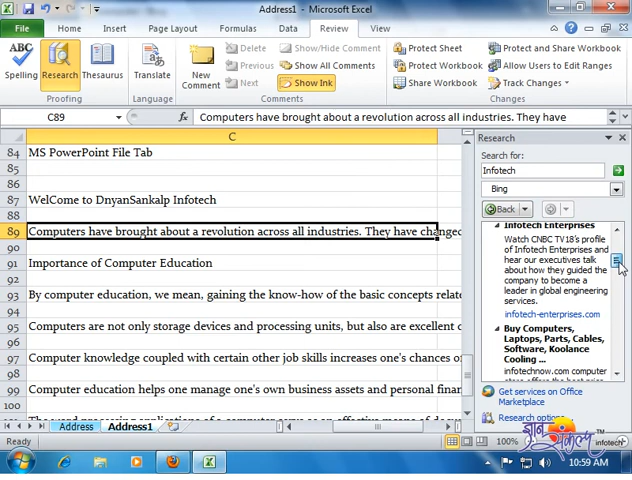 Address1 - Microsoft Excel
File Home Insert Page Layout Formulas Data Review View
ABC
Spelling Research Thesaurus
Proofing
Translate
Language
New Comment
Delete
Previous
Next
Show/Hide Comment
Show All Comments
Show Ink
Comments
Protect Sheet
Protect Workbook
Share Workbook
Protect and Share Workbook
Allow Users to Edit Ranges
Track Changes
Changes
C89 fx Computers have brought about a revolution across all industries. They have
C
84 MS PowerPoint File Tab
85
86
87 WelCome to DnyanSankalp Infotech
88
89 Computers have brought about a revolution across all industries. They have changed
90
91 Importance of Computer Education
92
93 By computer education, we mean, gaining the know-how of the basic concepts relate
94
95 Computers are not only storage devices and processing units, but also are excellent c
96
97 Computer knowledge coupled with certain other job skills increases one's chances o
98
99 Computer education helps one manage one's own business assets and personal finan
100
Research
Search for:
Infotech
Bing
Back
Infotech Enterprises
Watch CNBC TV18's profile
of Infotech Enterprises and
hear our executives talk
about how they guided the
company to become a
leader in global engineering
services.
infotech-enterprises.com
Buy Computers,
Laptops, Parts, Cables,
Software, Koolance
Cooling ...
infotechnow.com computer
Get services on Office
Marketplace
Research options
Address Address1
Ready
100%
ज्ञानसंकल्प TM
infotech
10:59 AM